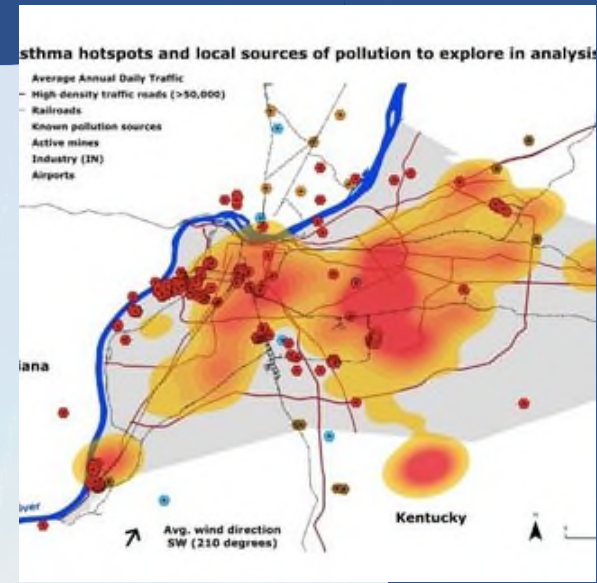 sthma hotspots and local sources of pollution to explore in analysis
Average Annual Daily Traffic
High density traffic roads (>50,000)
Railroads
Known pollution sources
Active mines
Industry (IN)
Airports
iana
Kentucky
Avg. wind direction
SW (210 degrees)